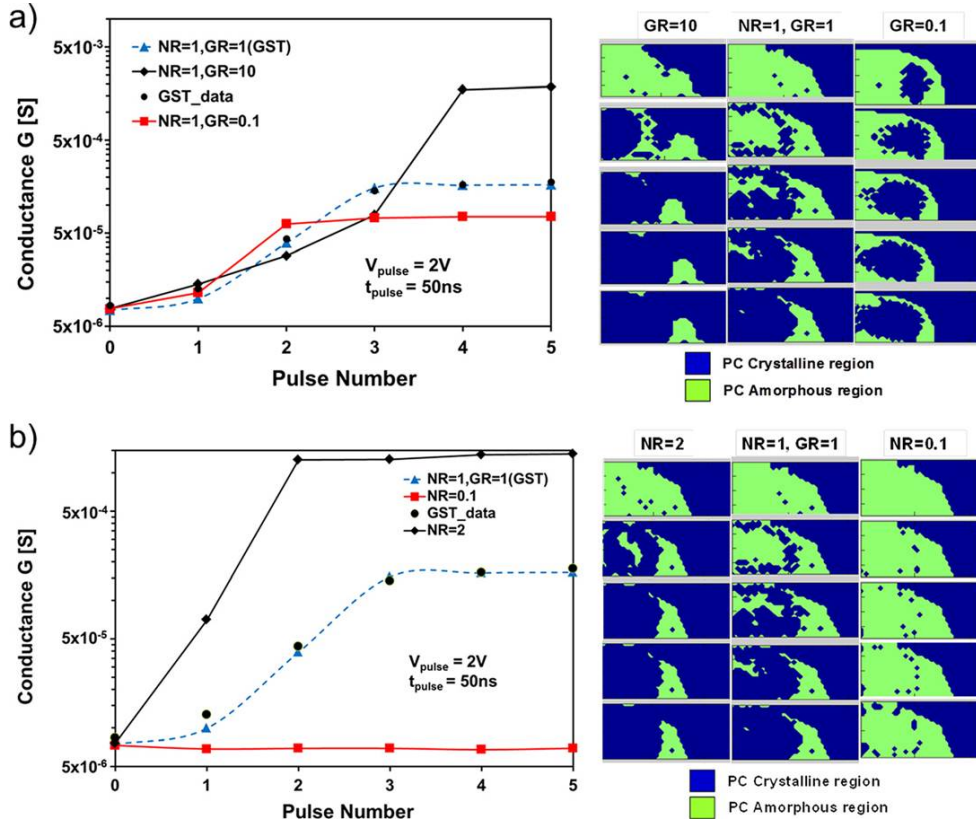 a)
Conductance G [S]
5x10-3
5x10-4
5x10-5
5x10-6
NR=1,GR=1(GST)
NR=1,GR=10
GST_data
NR=1,GR=0.1
Vpulse = 2V
tpulse = 50ns
0 1 2 3 4 5
Pulse Number
GR=10 NR=1, GR=1 GR=0.1
PC Crystalline region
PC Amorphous region
b)
Conductance G [S]
5x10-4
5x10-5
5x10-6
NR=1,GR=1(GST)
NR=0.1
GST_data
NR=2
Vpulse = 2V
tpulse = 50ns
0 1 2 3 4 5
Pulse Number
NR=2 NR=1, GR=1 NR=0.1
PC Crystalline region
PC Amorphous region